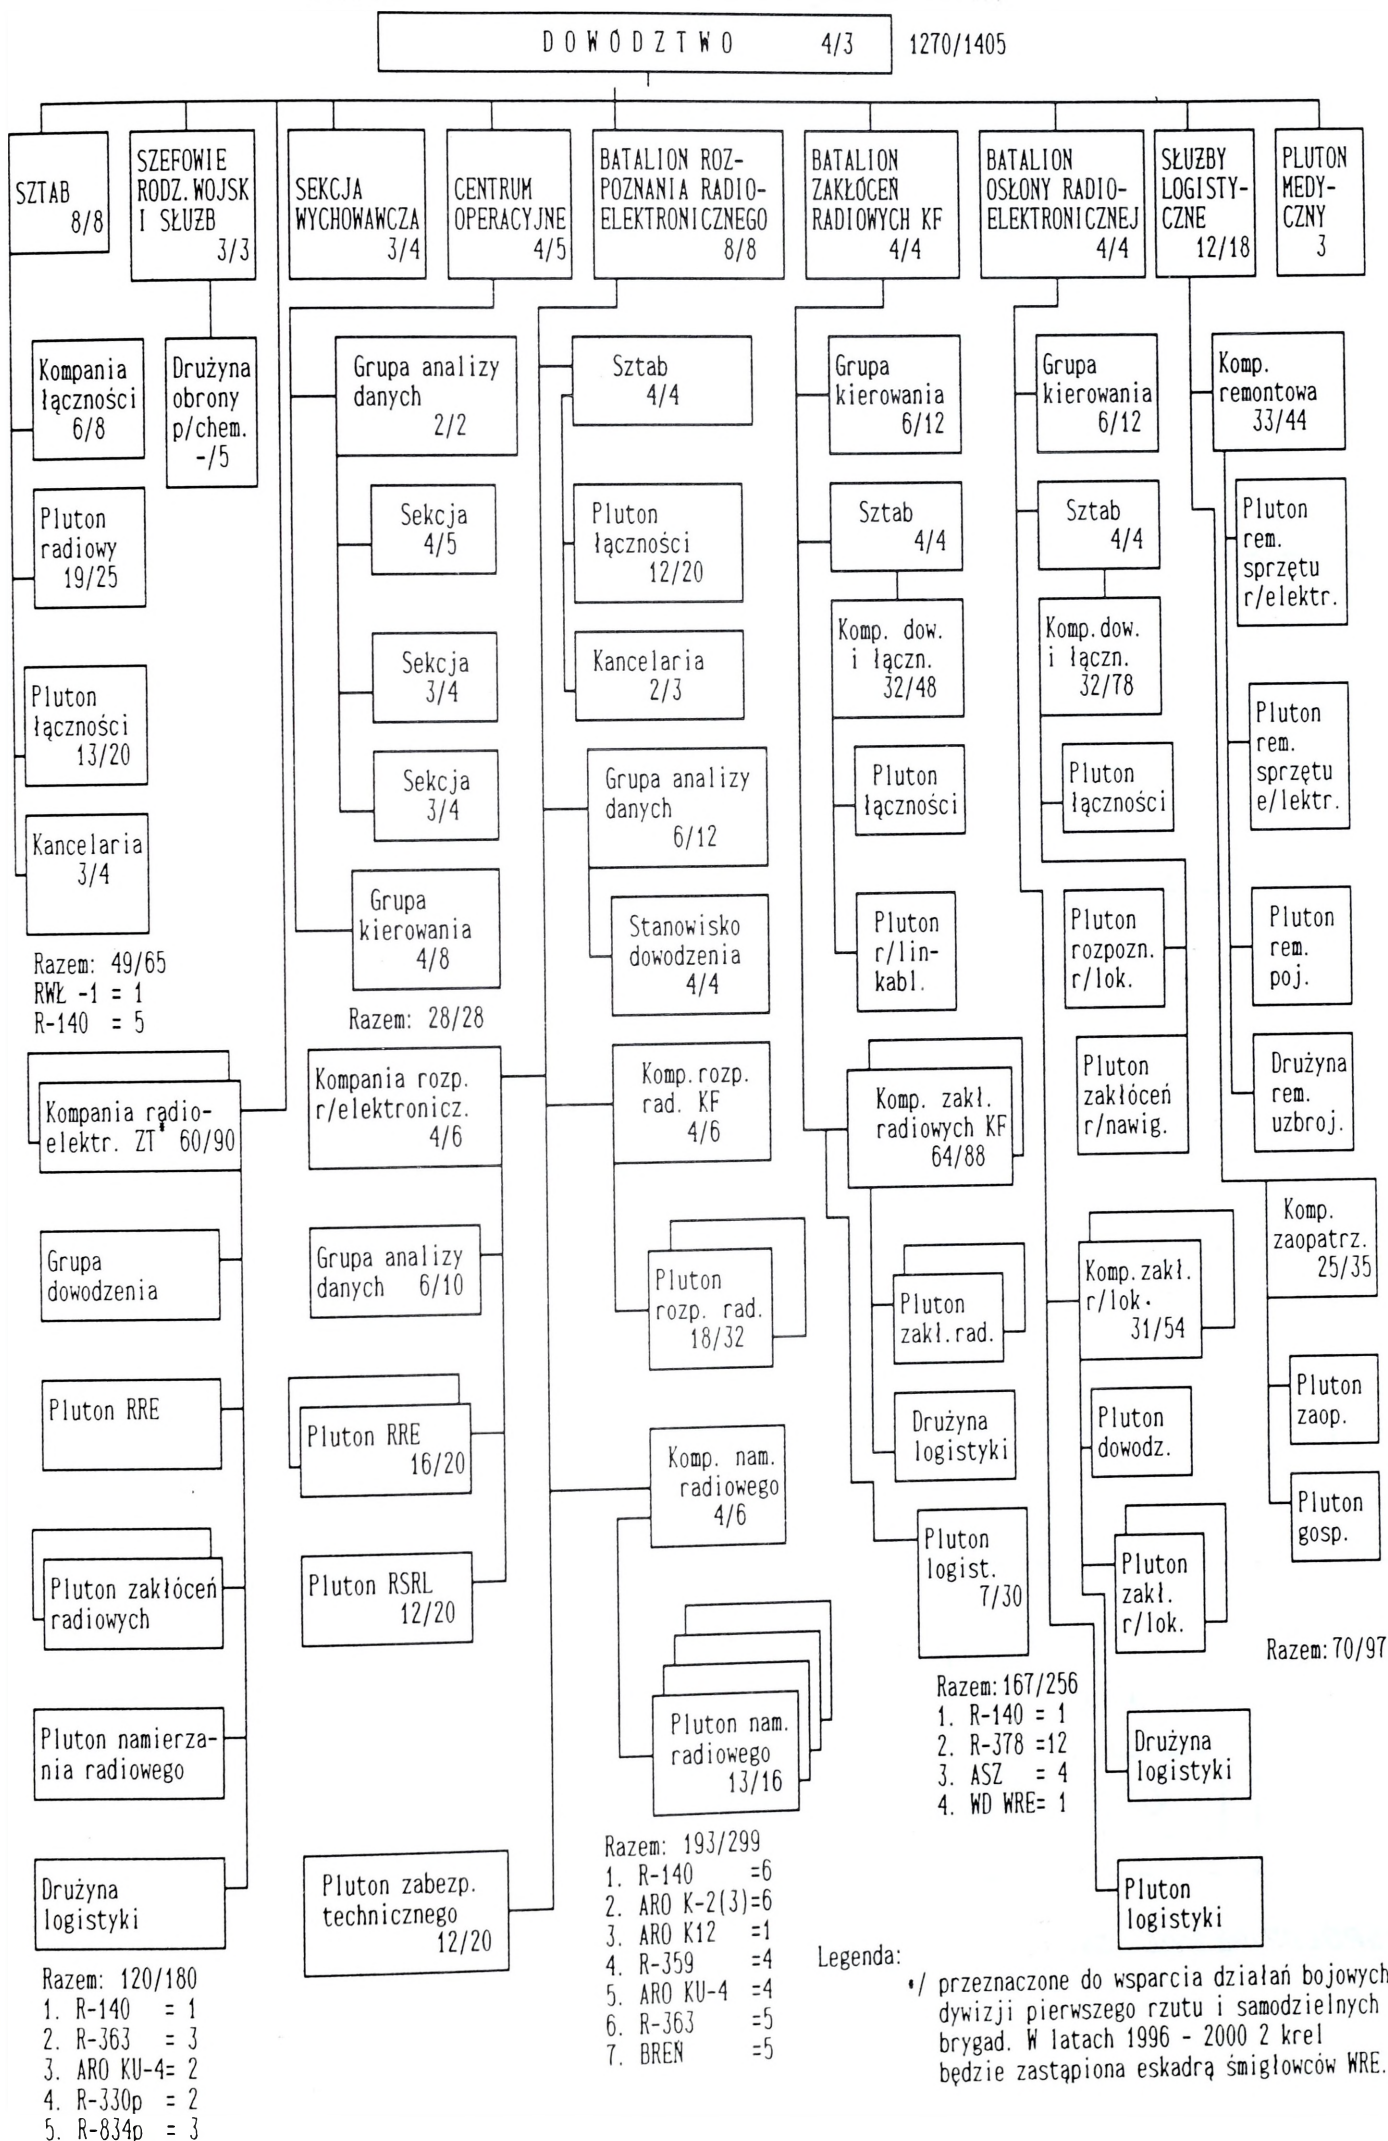 DOWÓDZTWO 4/3
1270/1405
SZTAB
8/8
SZEFOWIE
RODZ.WOJSK
I SŁUŻB
3/3
SEKCJA
WYCHOWAWCZA
3/4
CENTRUM
OPERACYJNE
4/5
BATALION ROZ-
POZNANIA RADIO-
ELEKTRONICZNEGO
8/8
BATALION
ZAKŁÓCEŃ
RADIOWYCH KF
4/4
BATALION
OSŁONY RADIO-
ELEKTRONICZNEJ
4/4
SŁUŻBY
LOGISTY-
CZNE
12/18
PLUTON
MEDY-
CZNY
3
Kompania
łączności
6/8
Pluton
radiowy
19/25
Pluton
łączności
13/20
Kancelaria
3/4
Razem: 49/65
RWŁ -1 = 1
R-140 = 5
Drużyna
obrony
p/chem.
-/5
Kompania radio-
elektr. ZT* 60/90
Grupa
dowodzenia
Pluton RRE
Pluton zakłóceń
radiowych
Pluton namierza-
nia radiowego
Drużyna
logistyki
Razem: 120/180
1. R-140 = 1
2. R-363 = 3
3. ARO KU-4= 2
4. R-330p = 2
5. R-834p = 3
Grupa analizy
danych
2/2
Sekcja
4/5
Sekcja
3/4
Sekcja
3/4
Grupa
kierowania
4/8
Razem: 28/28
Kompania rozp.
r/elektronicz.
4/6
Grupa analizy
danych 6/10
Pluton RRE
16/20
Pluton RSRL
12/20
Pluton zabezp.
technicznego
12/20
Sztab
4/4
Pluton
łączności
12/20
Kancelaria
2/3
Grupa analizy
danych
6/12
Stanowisko
dowodzenia
4/4
Komp.rozp.
rad. KF
4/6
Pluton
rozp. rad.
18/32
Komp. nam.
radiowego
4/6
Pluton nam.
radiowego
13/16
Razem: 193/299
1. R-140 =6
2. ARO K-2(3)=6
3. ARO K12 =1
4. R-359 =4
5. ARO KU-4 =4
6. R-363 =5
7. BREŃ =5
Grupa
kierowania
6/12
Sztab
4/4
Komp. dow.
i łączn.
32/48
Pluton
łączności
Pluton
r/lin-
kabl.
Komp. zakł.
radiowych KF
64/88
Pluton
zakł.rad.
Drużyna
logistyki
Pluton
logist.
7/30
Razem:167/256
1. R-140 = 1
2. R-378 =12
3. ASZ = 4
4. WD WRE= 1
Grupa
kierowania
6/12
Sztab
4/4
Komp.dow.
i łączn.
32/78
Pluton
łączności
Pluton
rozpozn.
r/lok.
Pluton
zakłóceń
r/nawig.
Komp.zakł.
r/lok.
31/54
Pluton
dowodz.
Pluton
zakł.
r/lok.
Drużyna
logistyki
Pluton
logistyki
Komp.
remontowa
33/44
Pluton
rem.
sprzętu
r/elektr.
Pluton
rem.
sprzętu
e/lektr.
Pluton
rem.
poj.
Drużyna
rem.
uzbroj.
Komp.
zaopatrz.
25/35
Pluton
zaop.
Pluton
gosp.
Razem:70/97
Legenda:
*/ przeznaczone do wsparcia działań bojowych
dywizji pierwszego rzutu i samodzielnych
brygad. W latach 1996 - 2000 2 krel
będzie zastąpiona eskadrą śmigłowców WRE.